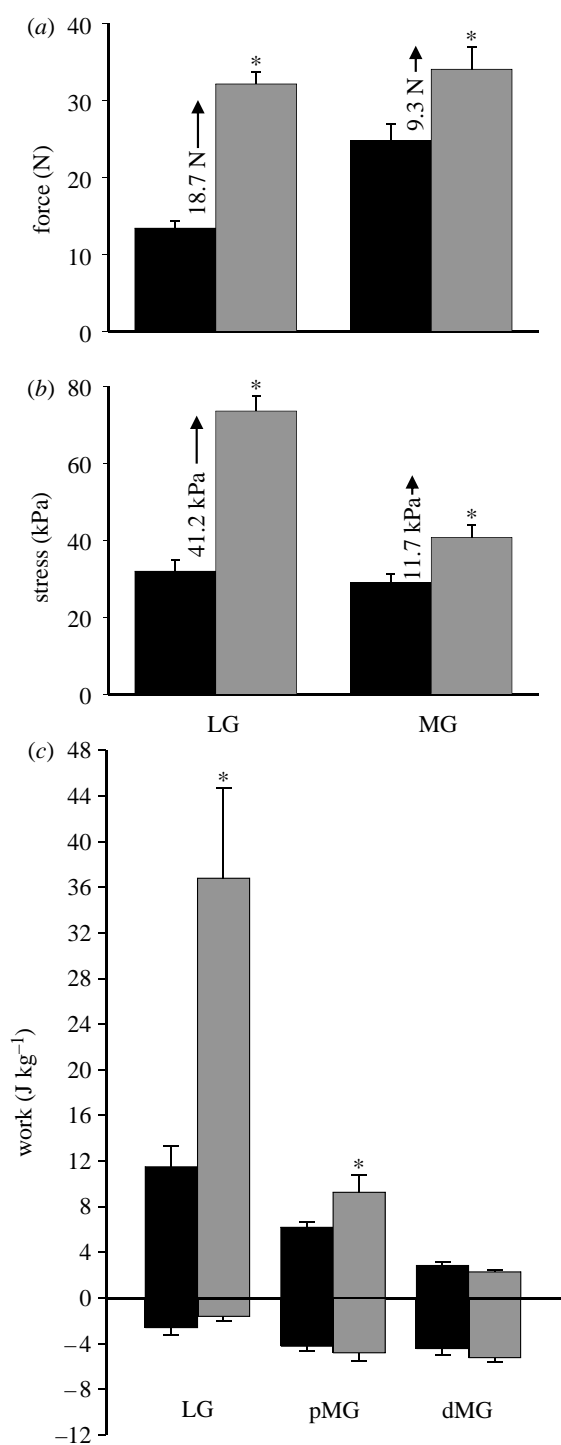 (a)
40
30
20
10
0
force (N)
18.7 N
*
9.3 N
*
(b)
80
60
40
20
0
stress (kPa)
41.2 kPa
*
11.7 kPa
*
LG MG
(c)
48
44
40
36
32
28
24
20
16
12
8
4
0
–4
–8
–12
work (J kg–1)
*
*
LG pMG dMG